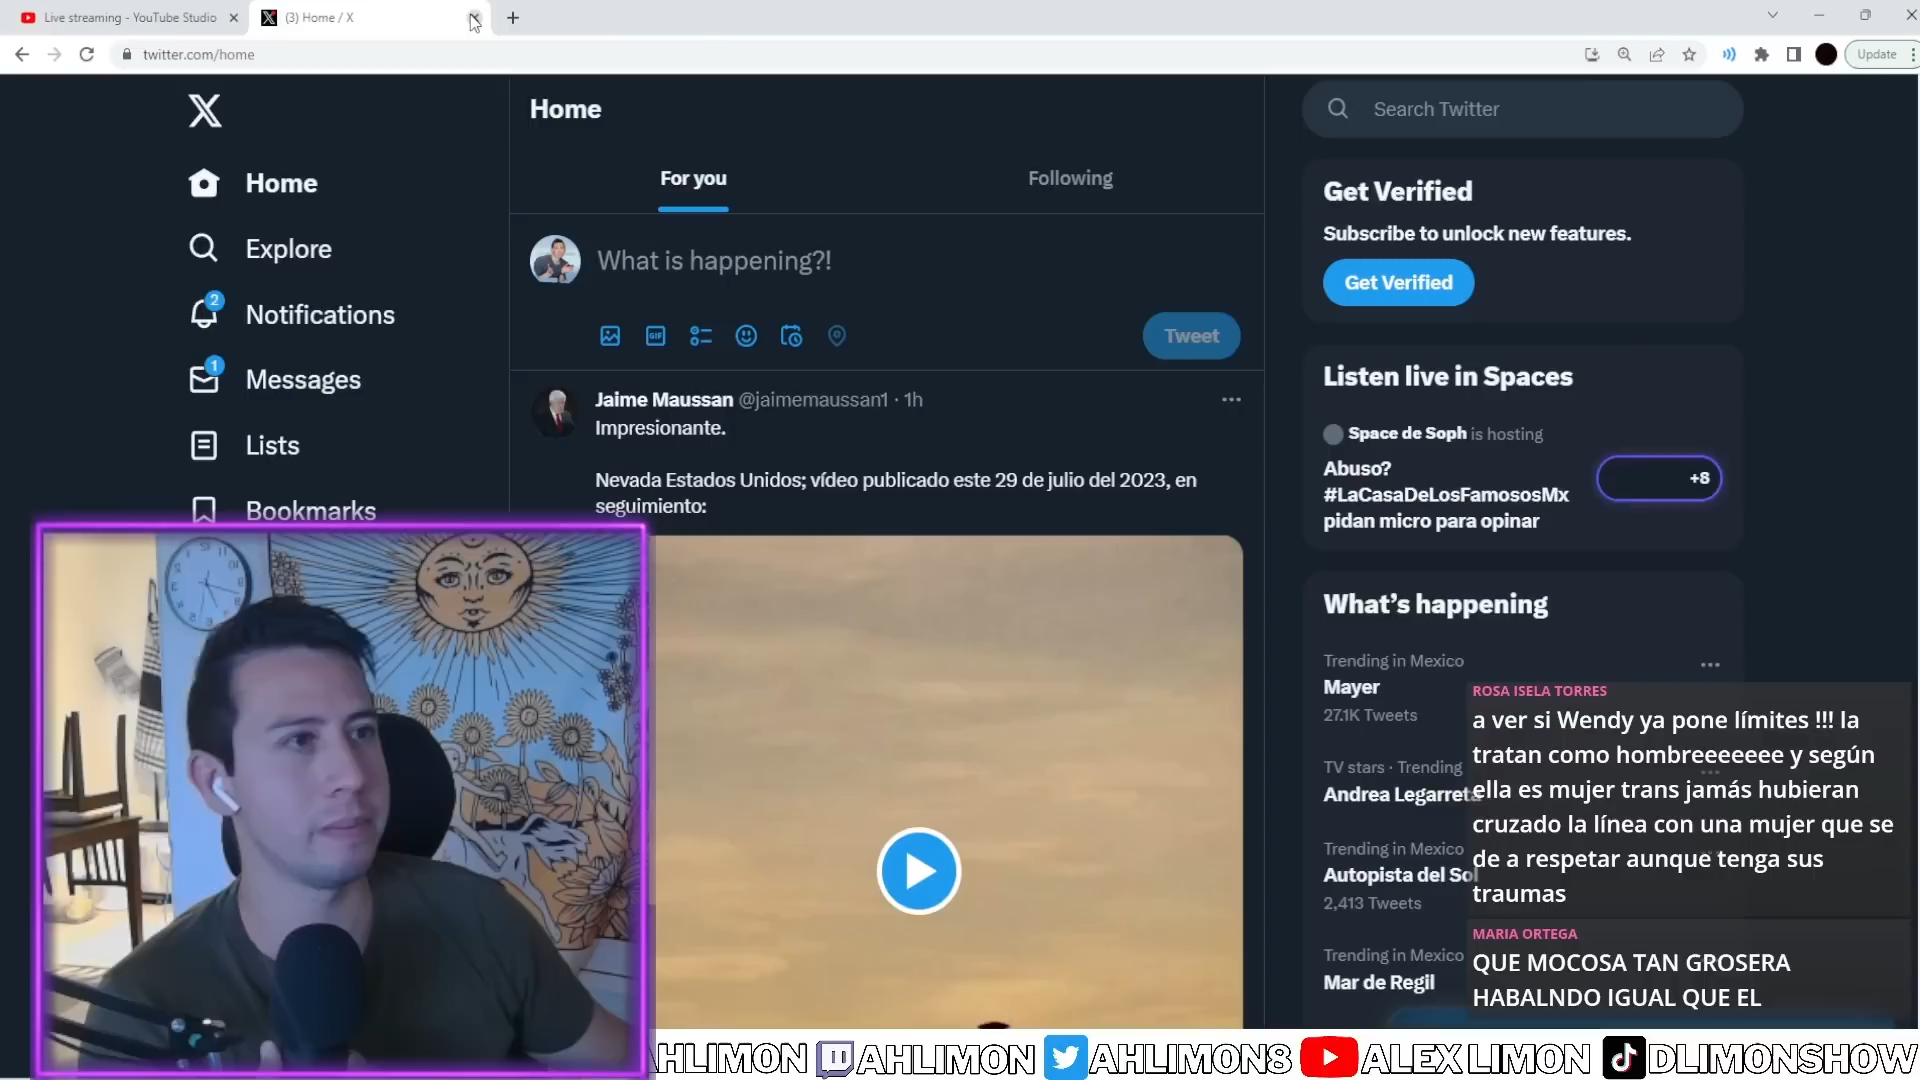 Live streaming - YouTube Studio
(3) Home / X
twitter.com/home
Update
Home
Explore
2
Notifications
1
Messages
Lists
Bookmarks
Home
For you
Following
What is happening?!
GIF
Tweet
Jaime Maussan @jaimemaussan1 · 1h
Impresionante.
Nevada Estados Unidos; vídeo publicado este 29 de julio del 2023, en
seguimiento:
Search Twitter
Get Verified
Subscribe to unlock new features.
Get Verified
Listen live in Spaces
Space de Soph is hosting
Abuso?
#LaCasaDeLosFamososMx
pidan micro para opinar
+8
What's happening
Trending in Mexico
Mayer
27.1K Tweets
TV stars · Trending
Andrea Legarreta
Trending in Mexico
Autopista del Sol
2,413 Tweets
Trending in Mexico
Mar de Regil
ROSA ISELA TORRES
a ver si Wendy ya pone límites !!! la
tratan como hombreeeeeee y según
ella es mujer trans jamás hubieran
cruzado la línea con una mujer que se
de a respetar aunque tenga sus
traumas
MARIA ORTEGA
QUE MOCOSA TAN GROSERA
HABALNDO IGUAL QUE EL
AHLIMON AHLIMON AHLIMON8 ALEX LIMON DLIMONSHOW